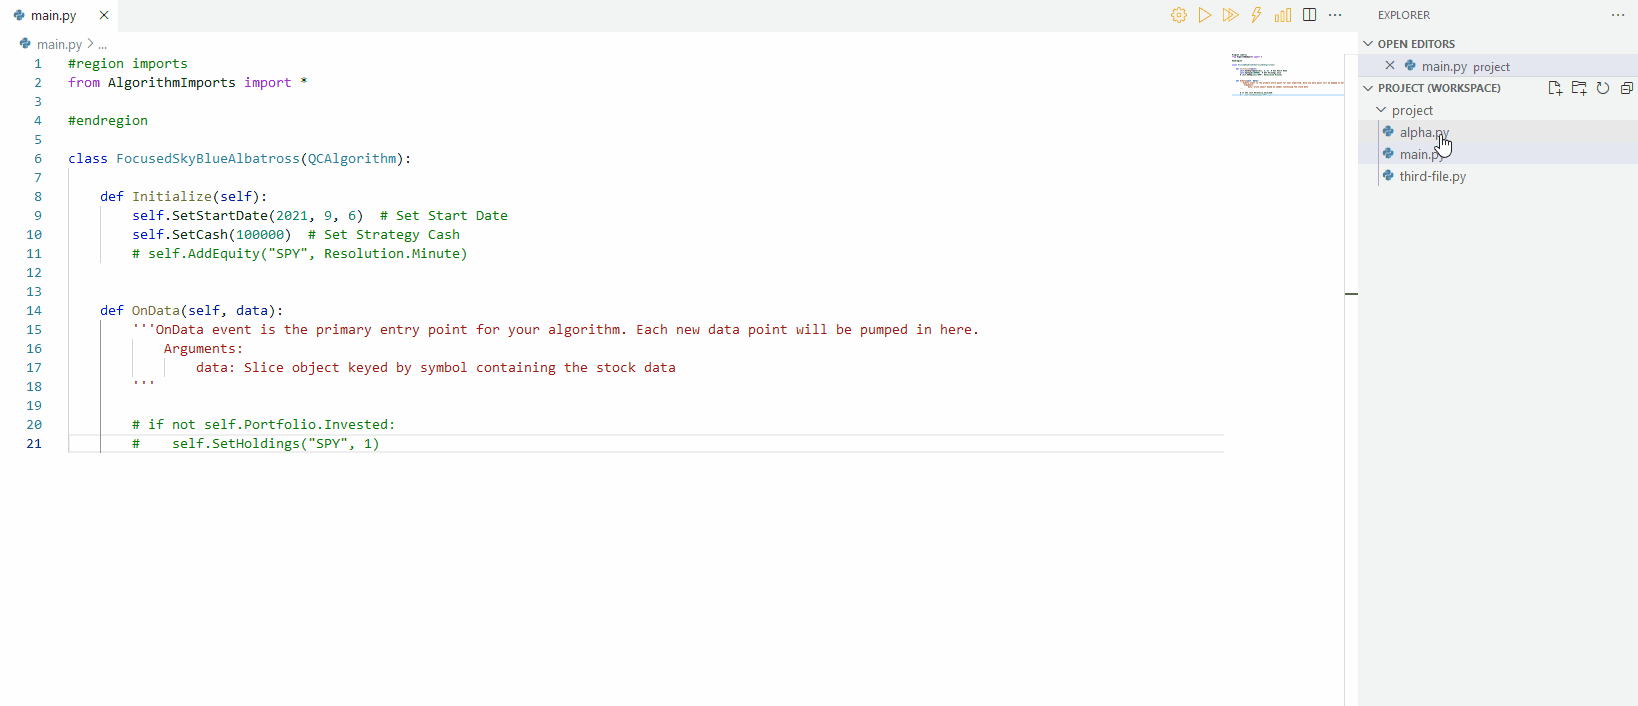 main.py
main.py > ...
1 #region imports
2 from AlgorithmImports import *
3
4 #endregion
5
6 class FocusedSkyBlueAlbatross(QCAlgorithm):
7
8 def Initialize(self):
9 self.SetStartDate(2021, 9, 6)  # Set Start Date
10 self.SetCash(100000)  # Set Strategy Cash
11 # self.AddEquity("SPY", Resolution.Minute)
12
13
14 def OnData(self, data):
15 '''OnData event is the primary entry point for your algorithm. Each new data point will be pumped in here.
16 Arguments:
17 data: Slice object keyed by symbol containing the stock data
18 '''
19
20 # if not self.Portfolio.Invested:
21 #    self.SetHoldings("SPY", 1)
EXPLORER
OPEN EDITORS
main.py project
PROJECT (WORKSPACE)
project
alpha.py
main.py
third-file.py